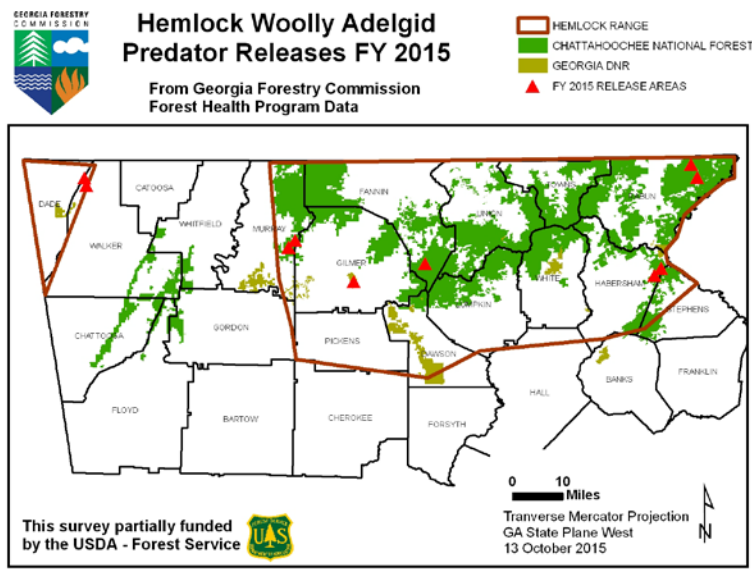 GEORGIA FORESTRY
COMMISSION
Hemlock Woolly Adelgid
Predator Releases FY 2015
From Georgia Forestry Commission
Forest Health Program Data
HEMLOCK RANGE
CHATTAHOOCHEE NATIONAL FOREST
GEORGIA DNR
FY 2015 RELEASE AREAS
DADE
CATOOSA
WALKER
WHITFIELD
MURRAY
FANNIN
GILMER
UNION
TOWNS
RABUN
WHITE
HABERSHAM
STEPHENS
LUMPKIN
CHATTOOGA
GORDON
PICKENS
DAWSON
BANKS
FRANKLIN
HALL
FLOYD
BARTOW
CHEROKEE
FORSYTH
0 10
Miles
Tranverse Mercator Projection
GA State Plane West
13 October 2015
N
This survey partially funded
by the USDA - Forest Service
U S